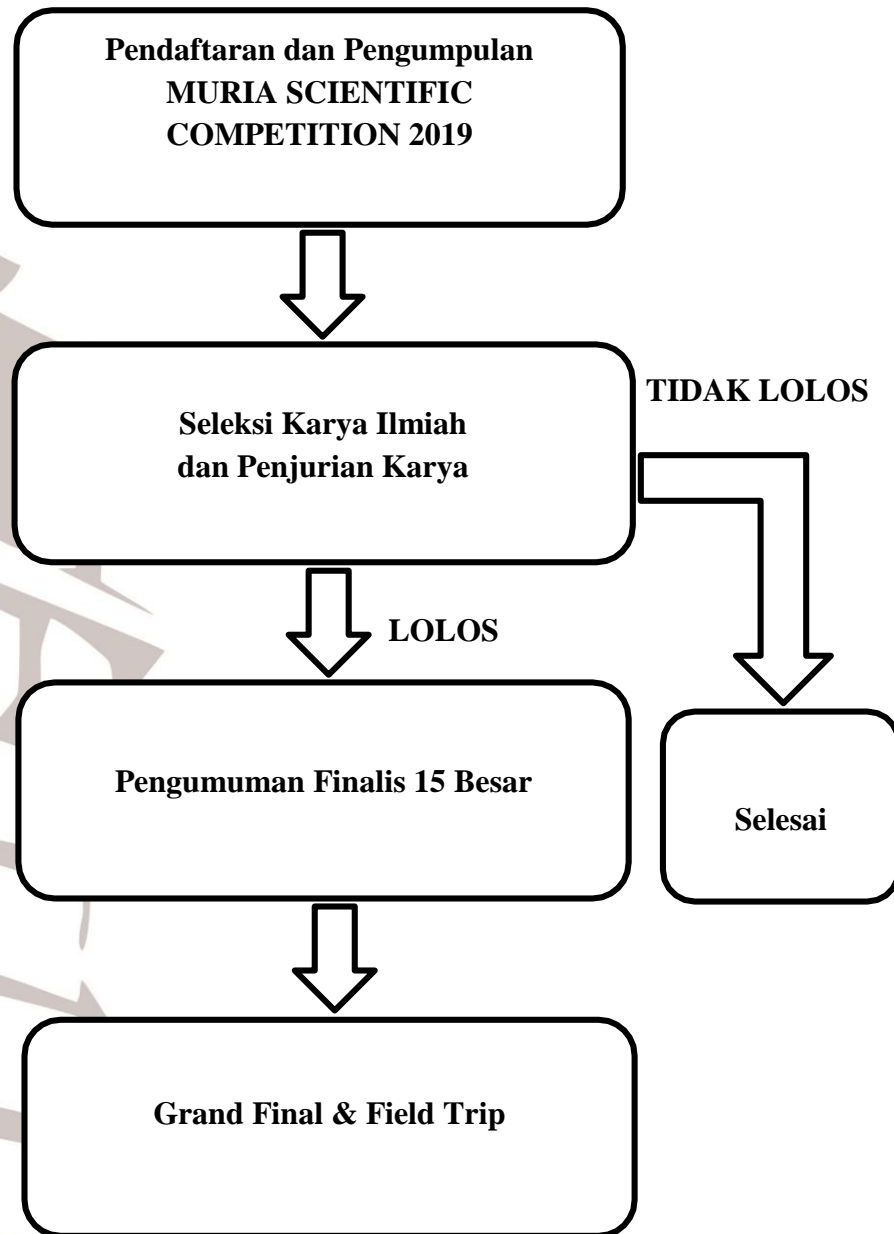 Pendaftaran dan Pengumpulan
MURIA SCIENTIFIC
COMPETITION 2019
Seleksi Karya Ilmiah
dan Penjurian Karya
TIDAK LOLOS
LOLOS
Pengumuman Finalis 15 Besar
Selesai
Grand Final & Field Trip